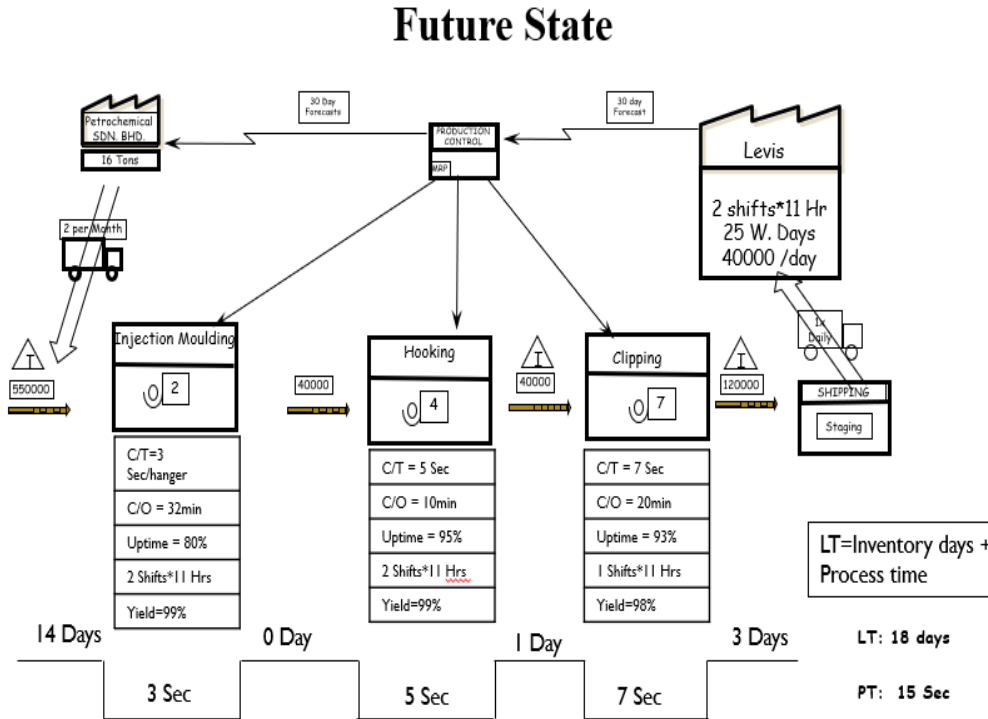 Future State
30 Day
Forecasts
30 day
Forecast
Petrochemical
SDN. BHD.
16 Tons
PRODUCTION
CONTROL
MRP
Levis
2 shifts*11 Hr
25 W. Days
40000 /day
2 per Month
1x
Daily
Injection Moulding
2
Hooking
4
Clipping
7
I
550000
40000
I
40000
I
120000
SHIPPING
Staging
C/T=3
Sec/hanger
C/O = 32min
Uptime = 80%
2 Shifts*11 Hrs
Yield=99%
C/T = 5 Sec
C/O = 10min
Uptime = 95%
2 Shifts*11 Hrs
Yield=99%
C/T = 7 Sec
C/O = 20min
Uptime = 93%
1 Shifts*11 Hrs
Yield=98%
LT=Inventory days +
Process time
14 Days
0 Day
1 Day
3 Days
LT: 18 days
3 Sec
5 Sec
7 Sec
PT: 15 Sec